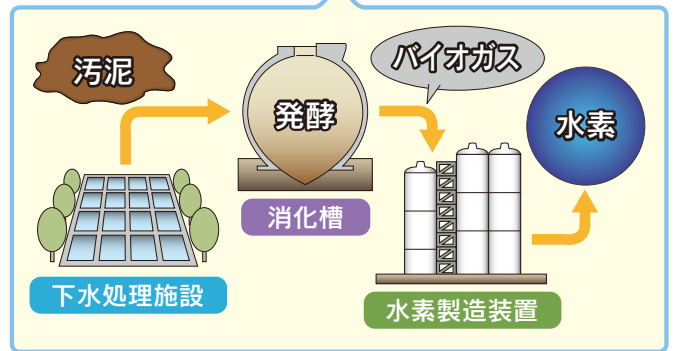 汚泥
発酵
バイオガス
水素
消化槽
下水処理施設
水素製造装置